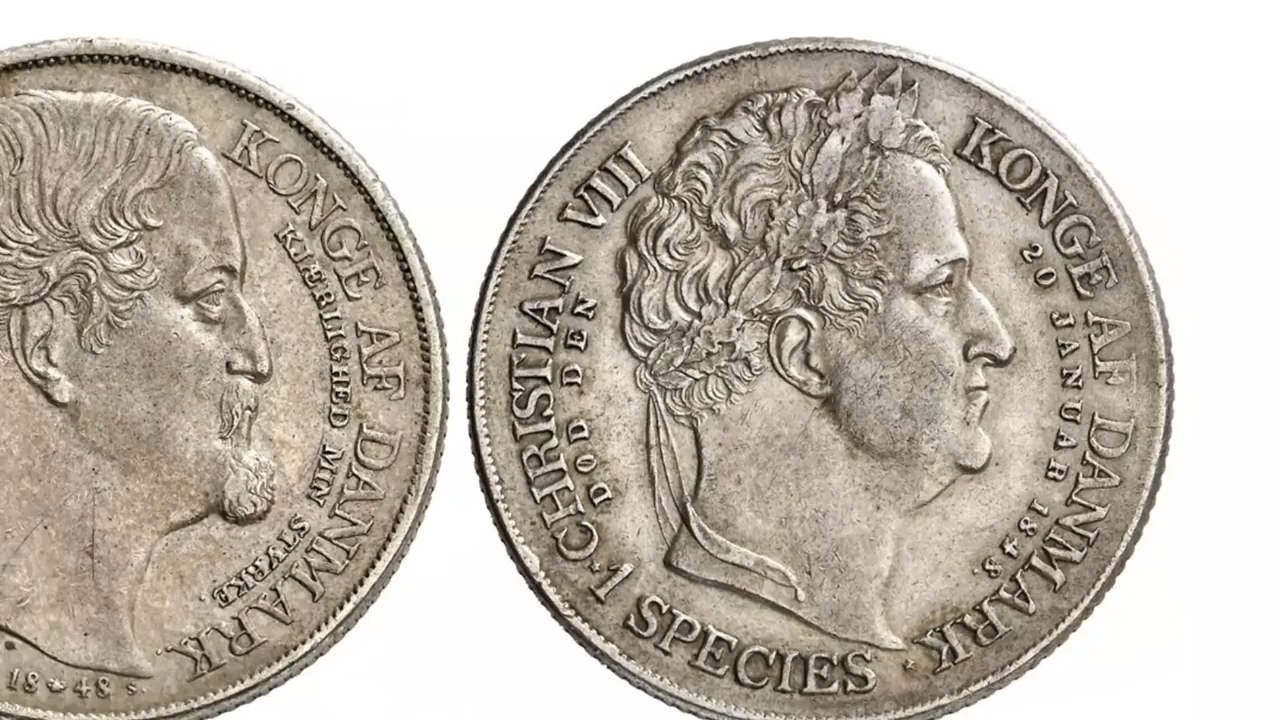 KONGE AF DANMARK
KJÆRLIGHED MIN STYRKE.
18 48 S.
CHRISTIAN VIII
KONGE AF DANMARK
DØD DEN
20 JANUAR 1848.
1 SPECIES